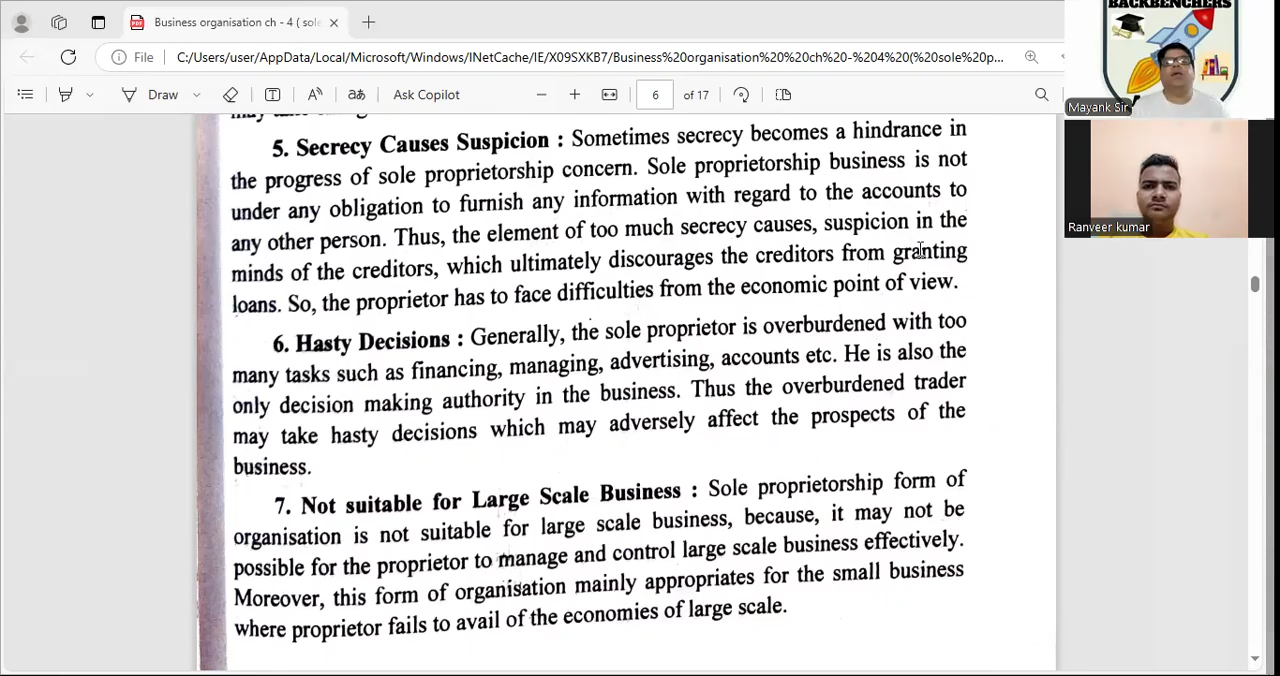 Business organisation ch - 4 ( sole
File
C:/Users/user/AppData/Local/Microsoft/Windows/INetCache/IE/X09SXKB7/Business%20organisation%20%20ch%20-%204%20(%20sole%20p...
Draw
aあ
Ask Copilot
6
of 17
BACKBENCHERS
Mayank Sir
Ranveer kumar
5. Secrecy Causes Suspicion : Sometimes secrecy becomes a hindrance in
the progress of sole proprietorship concern. Sole proprietorship business is not
under any obligation to furnish any information with regard to the accounts to
any other person. Thus, the element of too much secrecy causes, suspicion in the
minds of the creditors, which ultimately discourages the creditors from granting
loans. So, the proprietor has to face difficulties from the economic point of view.
6. Hasty Decisions : Generally, the sole proprietor is overburdened with too
many tasks such as financing, managing, advertising, accounts etc. He is also the
only decision making authority in the business. Thus the overburdened trader
may take hasty decisions which may adversely affect the prospects of the
business.
7. Not suitable for Large Scale Business : Sole proprietorship form of
organisation is not suitable for large scale business, because, it may not be
possible for the proprietor to manage and control large scale business effectively.
Moreover, this form of organisation mainly appropriates for the small business
where proprietor fails to avail of the economies of large scale.